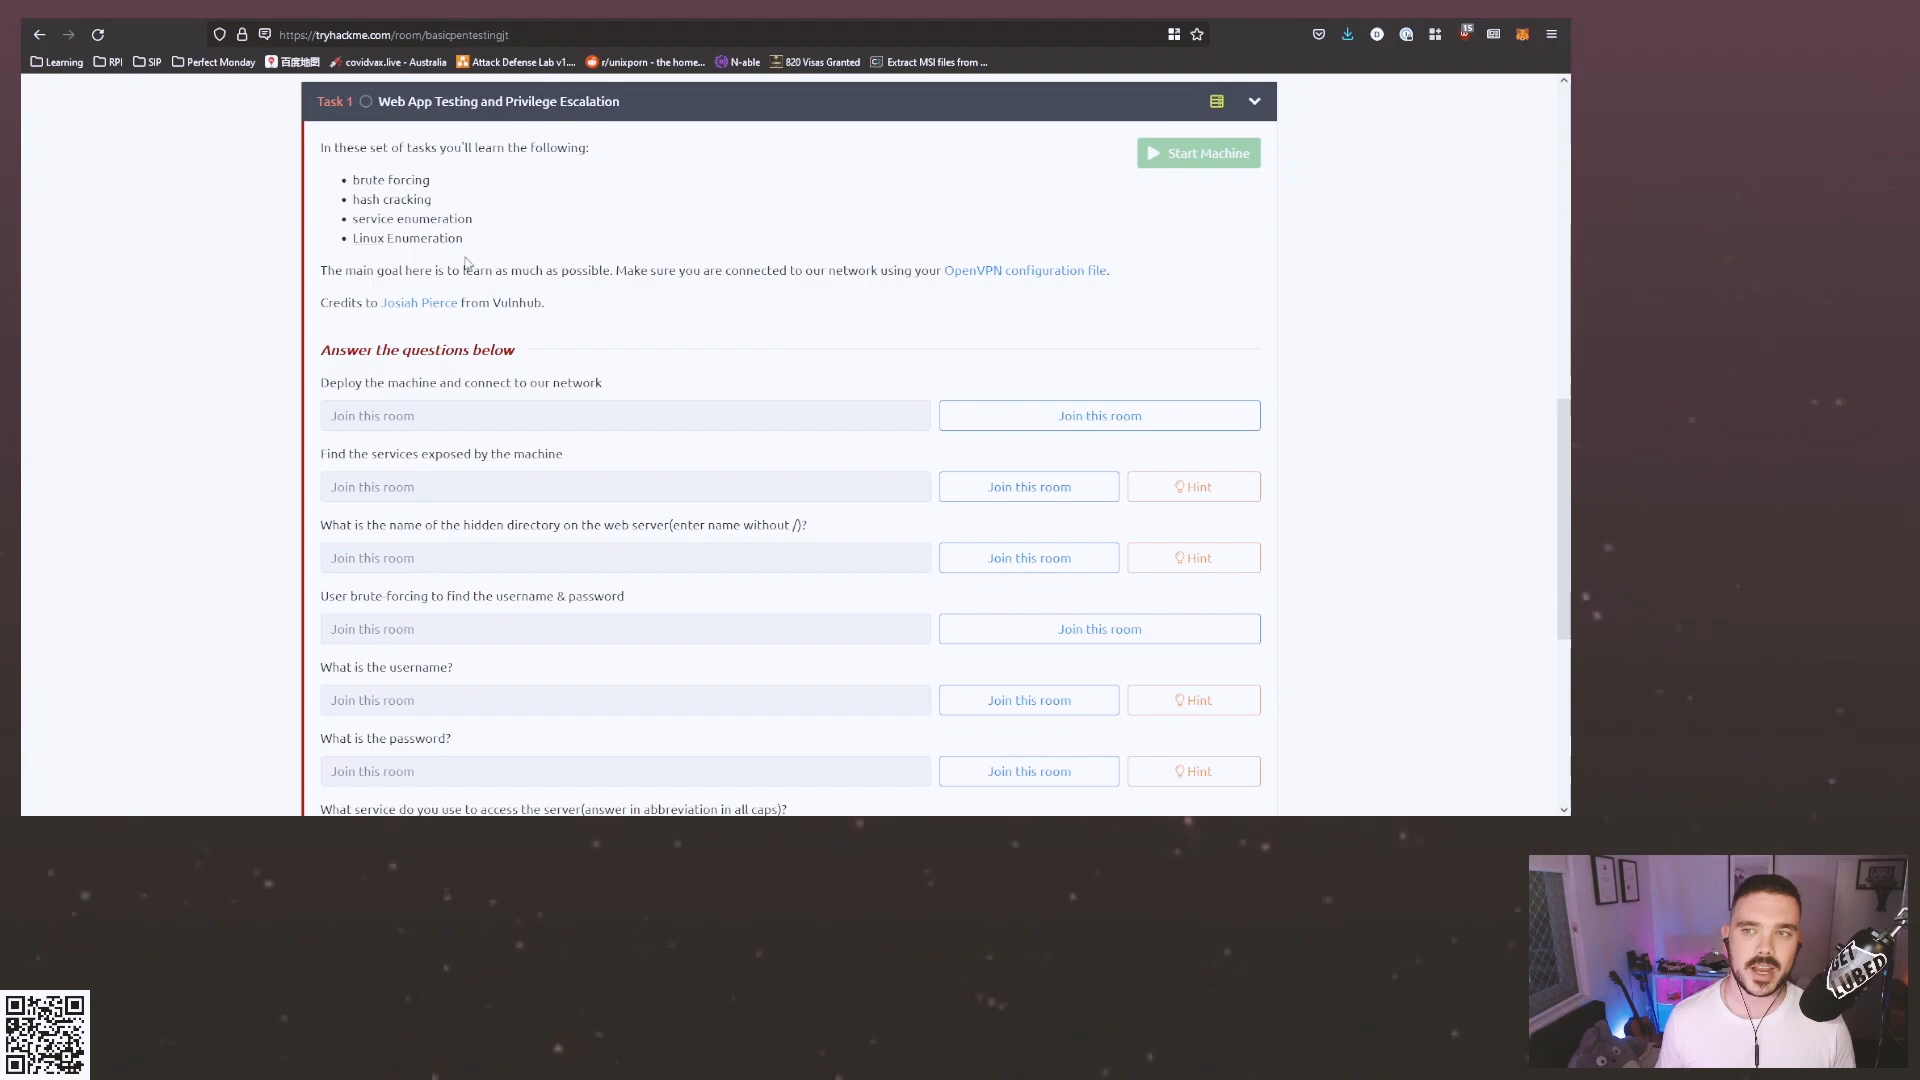 https://tryhackme.com/room/basicpentestingjt
15
Learning
RPI
SIP
Perfect Monday
百度地图
covidvax.live - Australia
Attack Defense Lab v1....
r/unixporn - the home...
N-able
820 Visas Granted
Extract MSI files from ...
Task 1 Web App Testing and Privilege Escalation
In these set of tasks you'll learn the following:
Start Machine
• brute forcing
• hash cracking
• service enumeration
• Linux Enumeration
The main goal here is to learn as much as possible. Make sure you are connected to our network using your OpenVPN configuration file.
Credits to Josiah Pierce from Vulnhub.
Answer the questions below
Deploy the machine and connect to our network
Join this room Join this room
Find the services exposed by the machine
Join this room Join this room Hint
What is the name of the hidden directory on the web server(enter name without /)?
Join this room Join this room Hint
User brute-forcing to find the username & password
Join this room Join this room
What is the username?
Join this room Join this room Hint
What is the password?
Join this room Join this room Hint
What service do you use to access the server(answer in abbreviation in all caps)?
GET
LUBED